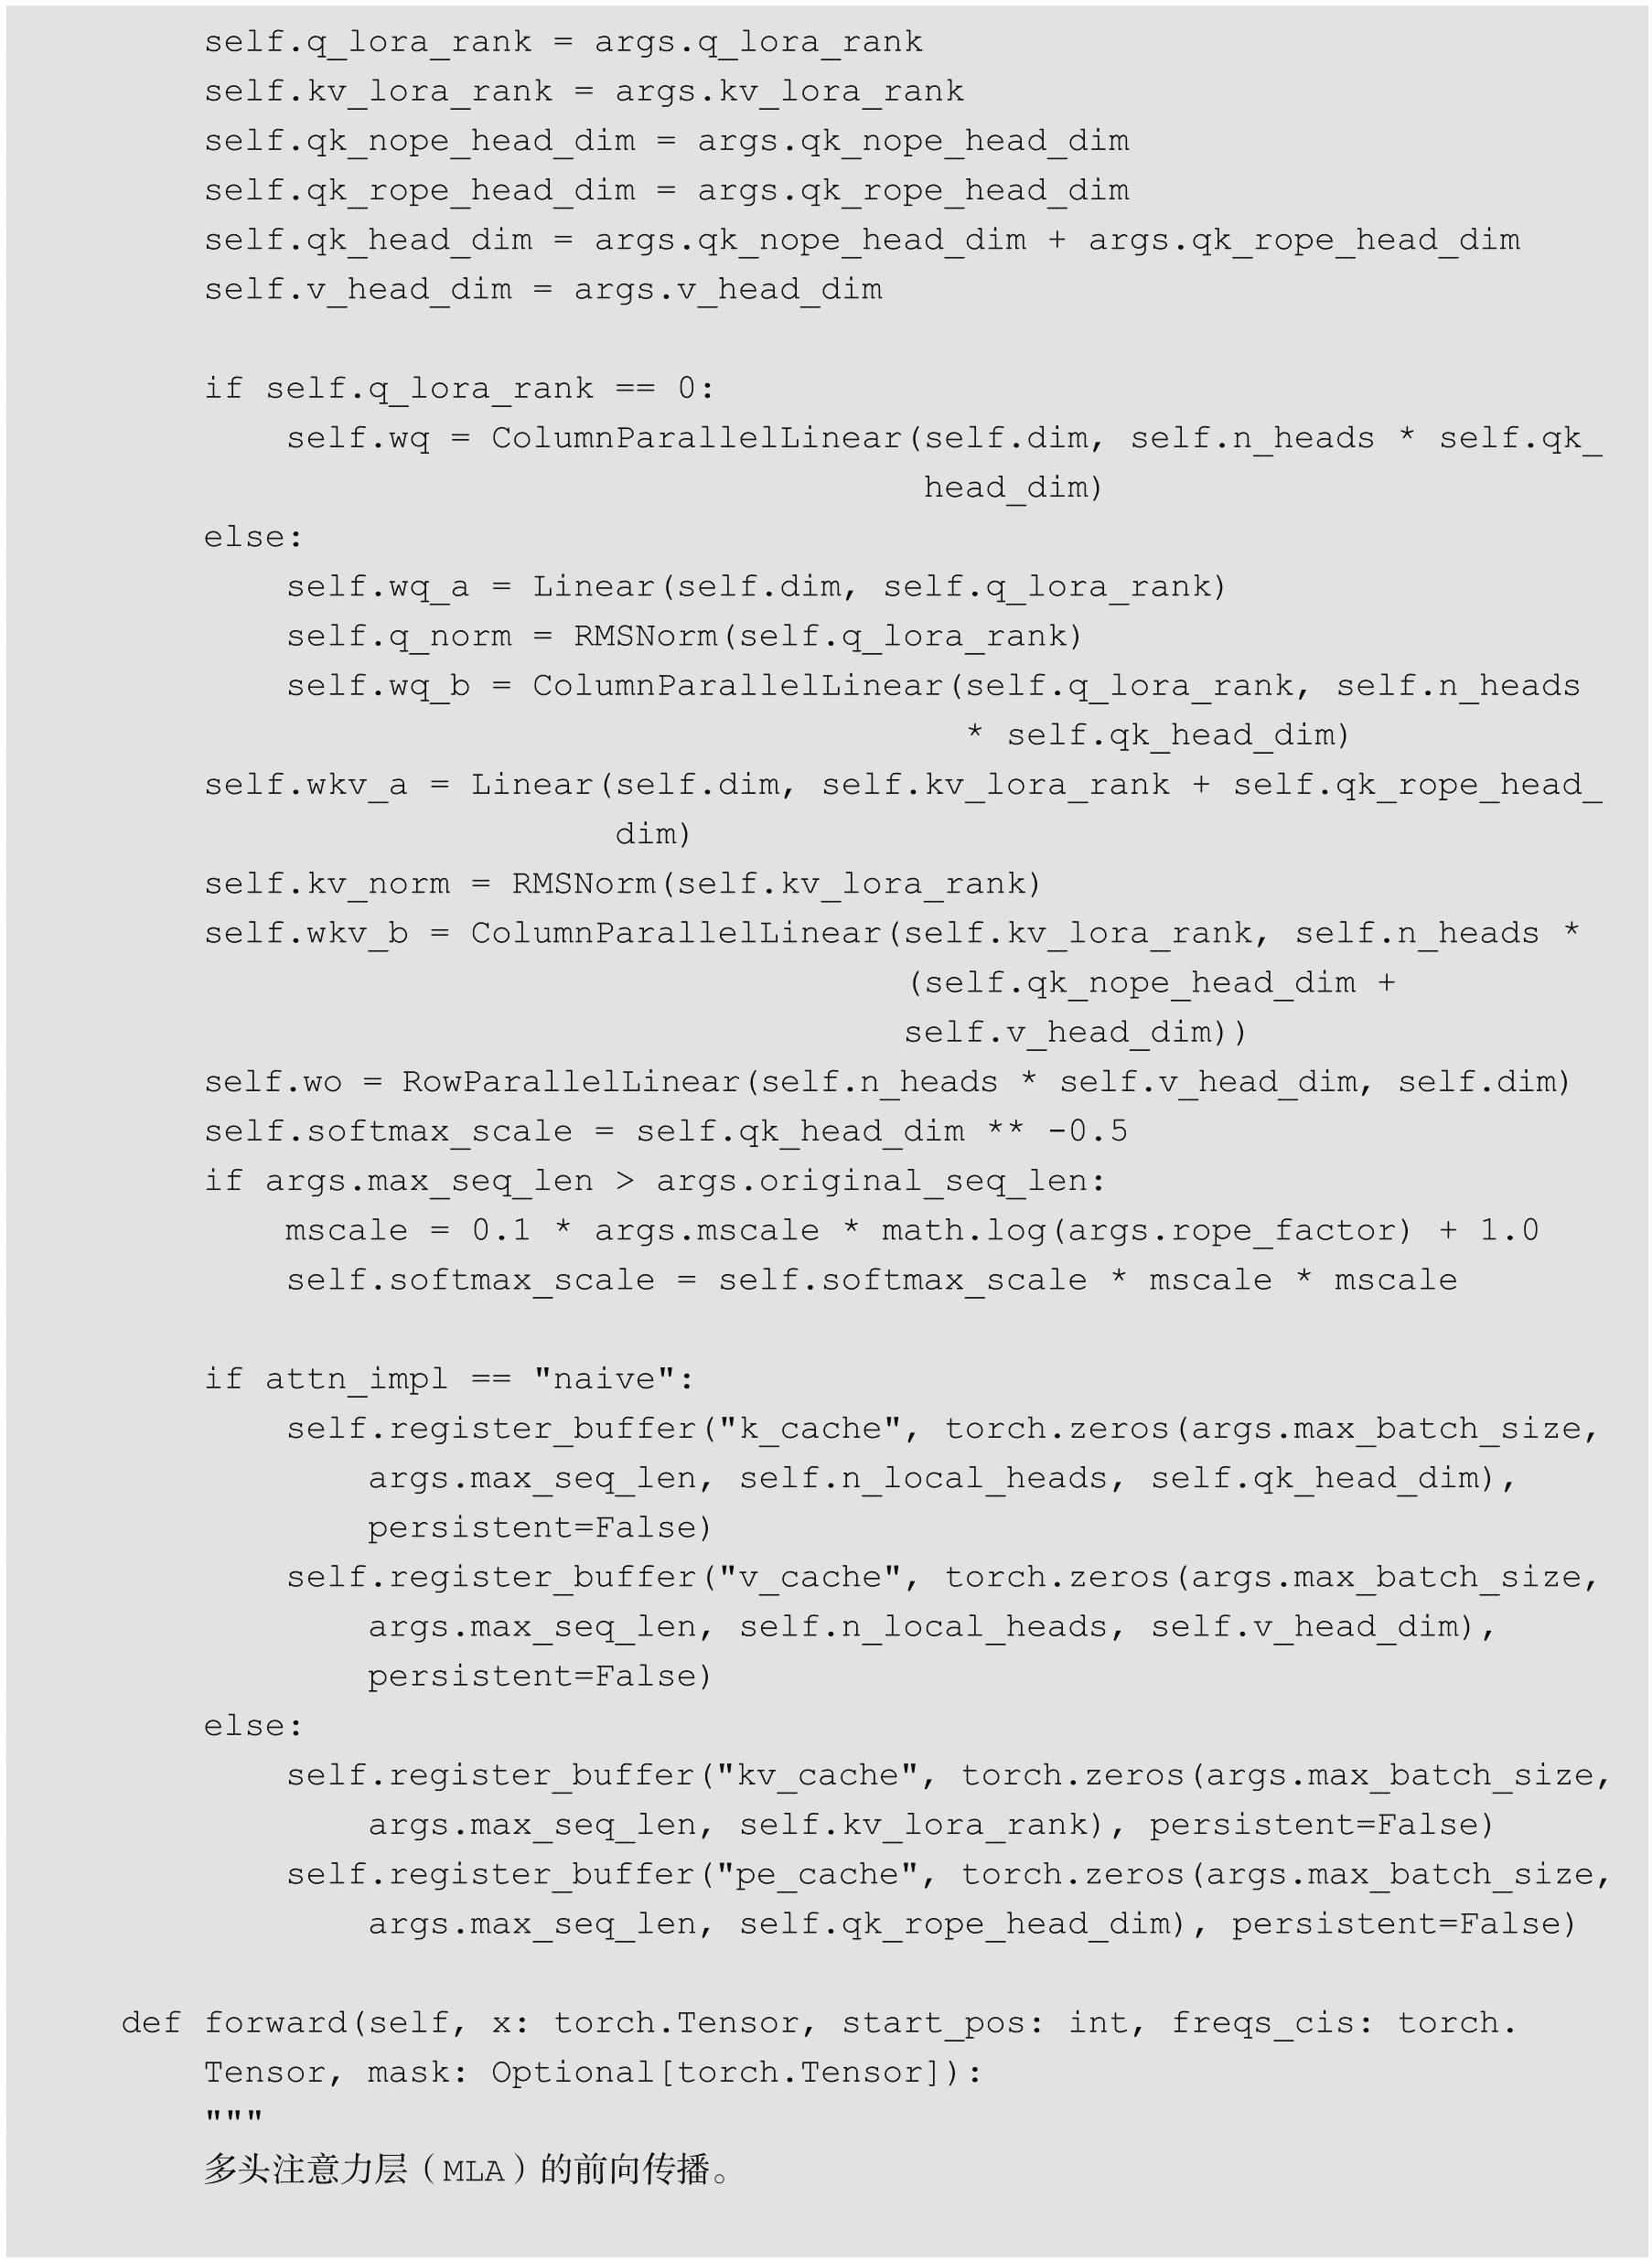 self.q_lora_rank = args.q_lora_rank
self.kv_lora_rank = args.kv_lora_rank
self.qk_nope_head_dim = args.qk_nope_head_dim
self.qk_rope_head_dim = args.qk_rope_head_dim
self.qk_head_dim = args.qk_nope_head_dim + args.qk_rope_head_dim
self.v_head_dim = args.v_head_dim
if self.q_lora_rank == 0:
self.wq = ColumnParallelLinear(self.dim, self.n_heads * self.qk_
head_dim)
else:
self.wq_a = Linear(self.dim, self.q_lora_rank)
self.q_norm = RMSNorm(self.q_lora_rank)
self.wq_b = ColumnParallelLinear(self.q_lora_rank, self.n_heads
* self.qk_head_dim)
self.wkv_a = Linear(self.dim, self.kv_lora_rank + self.qk_rope_head_
dim)
self.kv_norm = RMSNorm(self.kv_lora_rank)
self.wkv_b = ColumnParallelLinear(self.kv_lora_rank, self.n_heads *
(self.qk_nope_head_dim +
self.v_head_dim))
self.wo = RowParallelLinear(self.n_heads * self.v_head_dim, self.dim)
self.softmax_scale = self.qk_head_dim ** -0.5
if args.max_seq_len > args.original_seq_len:
mscale = 0.1 * args.mscale * math.log(args.rope_factor) + 1.0
self.softmax_scale = self.softmax_scale * mscale * mscale
if attn_impl == "naive":
self.register_buffer("k_cache", torch.zeros(args.max_batch_size,
args.max_seq_len, self.n_local_heads, self.qk_head_dim),
persistent=False)
self.register_buffer("v_cache", torch.zeros(args.max_batch_size,
args.max_seq_len, self.n_local_heads, self.v_head_dim),
persistent=False)
else:
self.register_buffer("kv_cache", torch.zeros(args.max_batch_size,
args.max_seq_len, self.kv_lora_rank), persistent=False)
self.register_buffer("pe_cache", torch.zeros(args.max_batch_size,
args.max_seq_len, self.qk_rope_head_dim), persistent=False)
def forward(self, x: torch.Tensor, start_pos: int, freqs_cis: torch.
Tensor, mask: Optional[torch.Tensor]):
"""
多头注意力层（MLA）的前向传播。